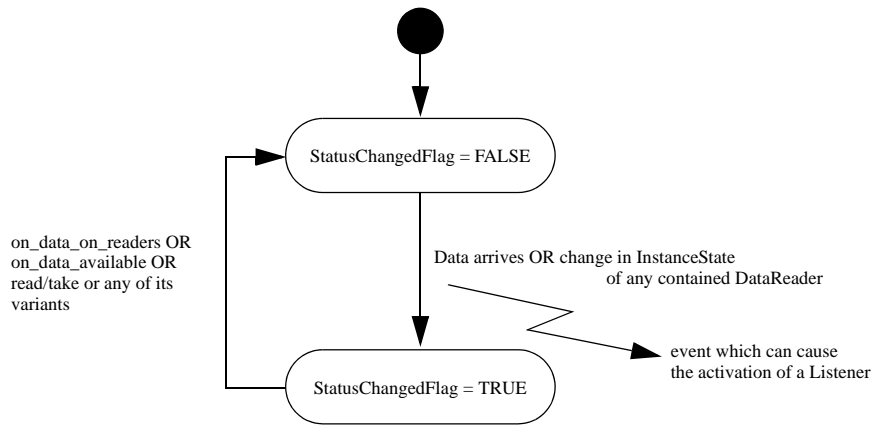 StatusChangedFlag = FALSE
on_data_on_readers OR
on_data_available OR
read/take or any of its
variants
Data arrives OR change in InstanceState
of any contained DataReader
event which can cause
the activation of a Listener
StatusChangedFlag = TRUE